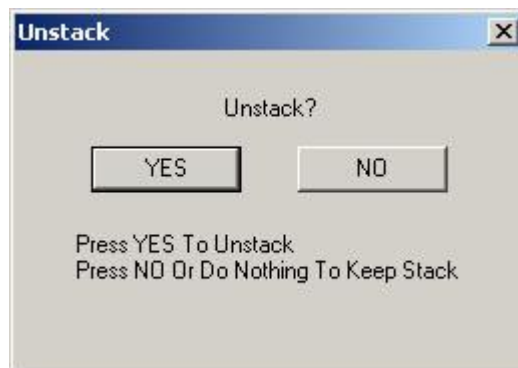 Unstack
Unstack?
YES NO
Press YES To Unstack
Press NO Or Do Nothing To Keep Stack